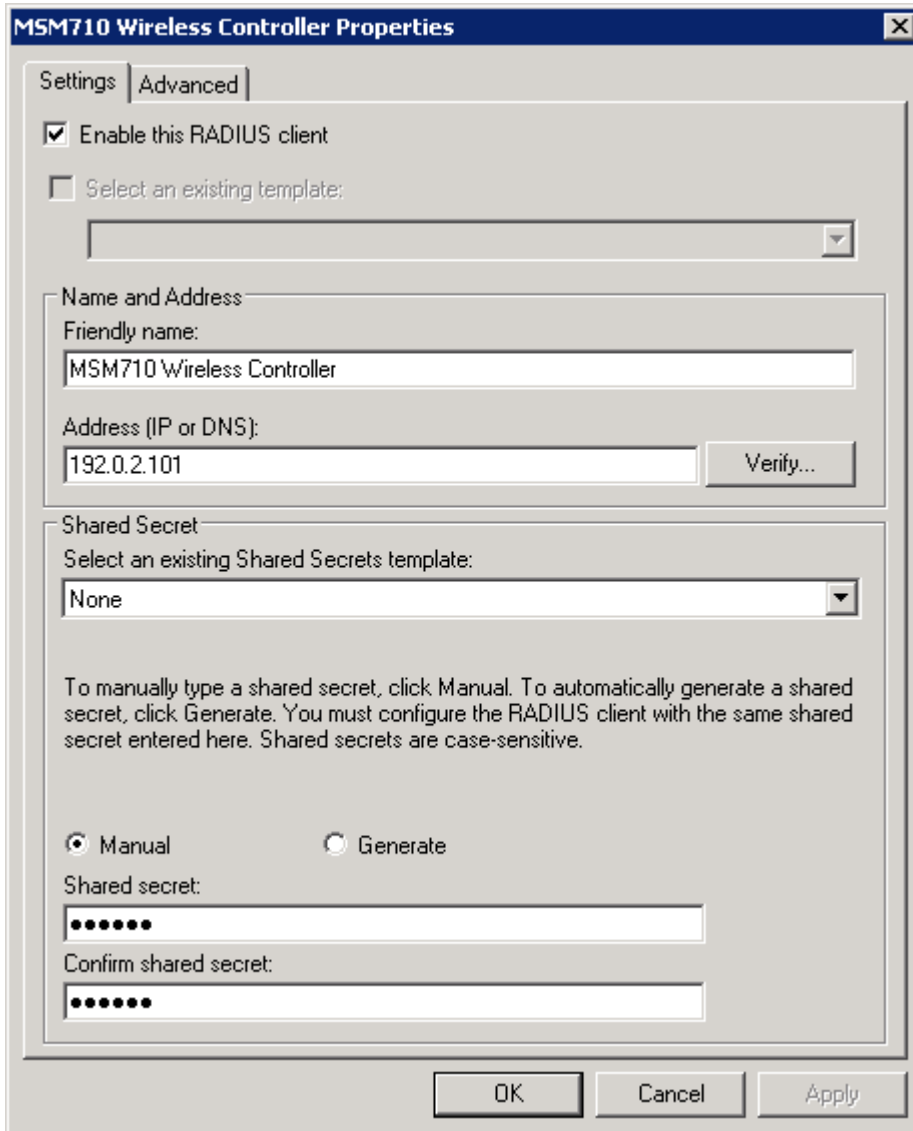 MSM710 Wireless Controller Properties
Settings
Advanced
Enable this RADIUS client
Select an existing template:
Name and Address
Friendly name:
MSM710 Wireless Controller
Address (IP or DNS):
192.0.2.101
Verify...
Shared Secret
Select an existing Shared Secrets template:
None
To manually type a shared secret, click Manual. To automatically generate a shared
secret, click Generate. You must configure the RADIUS client with the same shared
secret entered here. Shared secrets are case-sensitive.
Manual
Generate
Shared secret:
••••••
Confirm shared secret:
••••••
OK
Cancel
Apply